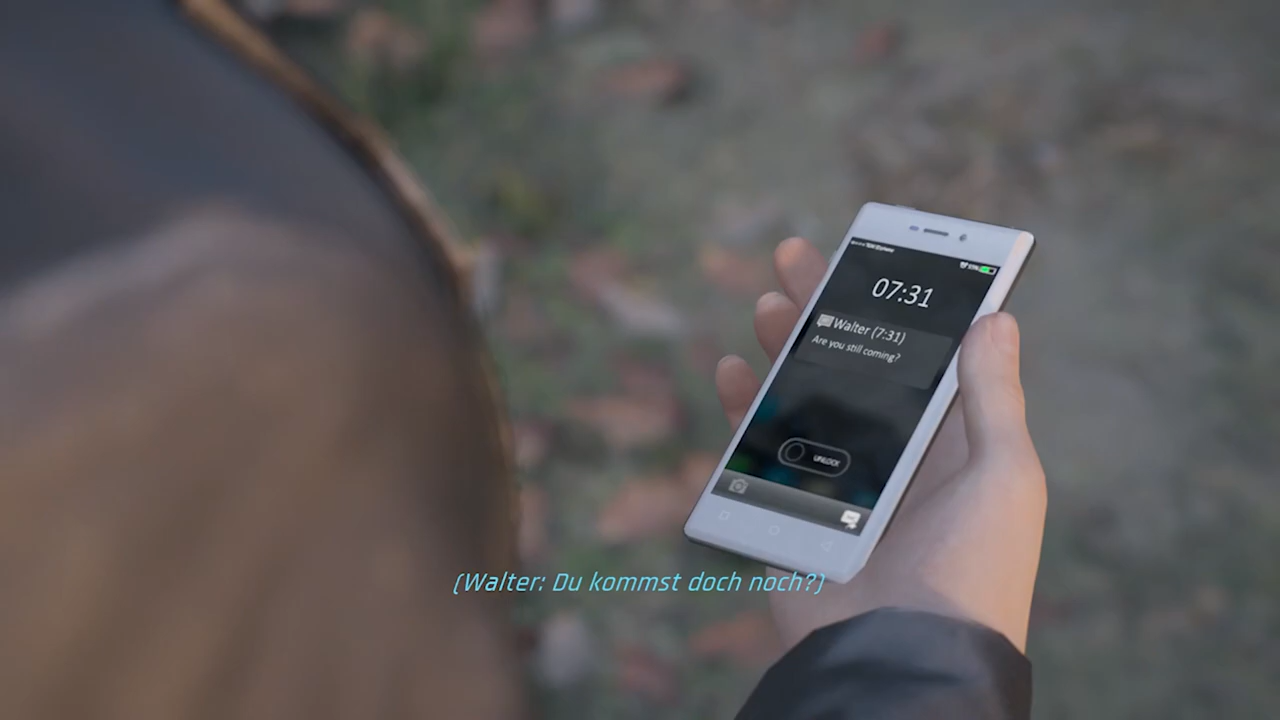 07:31
Walter (7:31)
Are you still coming?
UNLOCK
(Walter: Du kommst doch noch?)